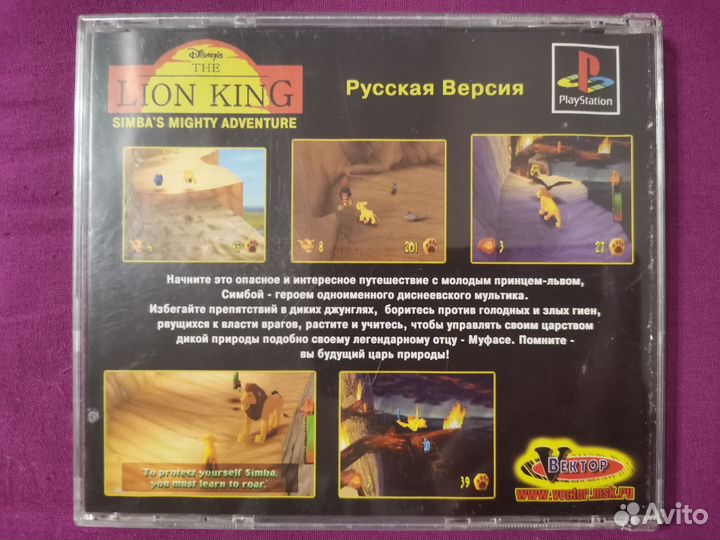 Disney's
THE
LION KING
SIMBA'S MIGHTY ADVENTURE
Русская Версия
PlayStation
6
8
201
3
27
Начните это опасное и интересное путешествие с молодым принцем-львом,
Симбой - героем одноименного диснеевского мультика.
Избегайте препятствий в диких джунглях, боритесь против голодных и злых гиен,
рвущихся к власти врагов, растите и учитесь, чтобы управлять своим царством
дикой природы подобно своему легендарному отцу - Муфасе. Помните -
вы будущий царь природы!
To protect yourself Simba,
you must learn to roar.
3
39
ВЕКТОР
www.vector.msk.ru
Avito